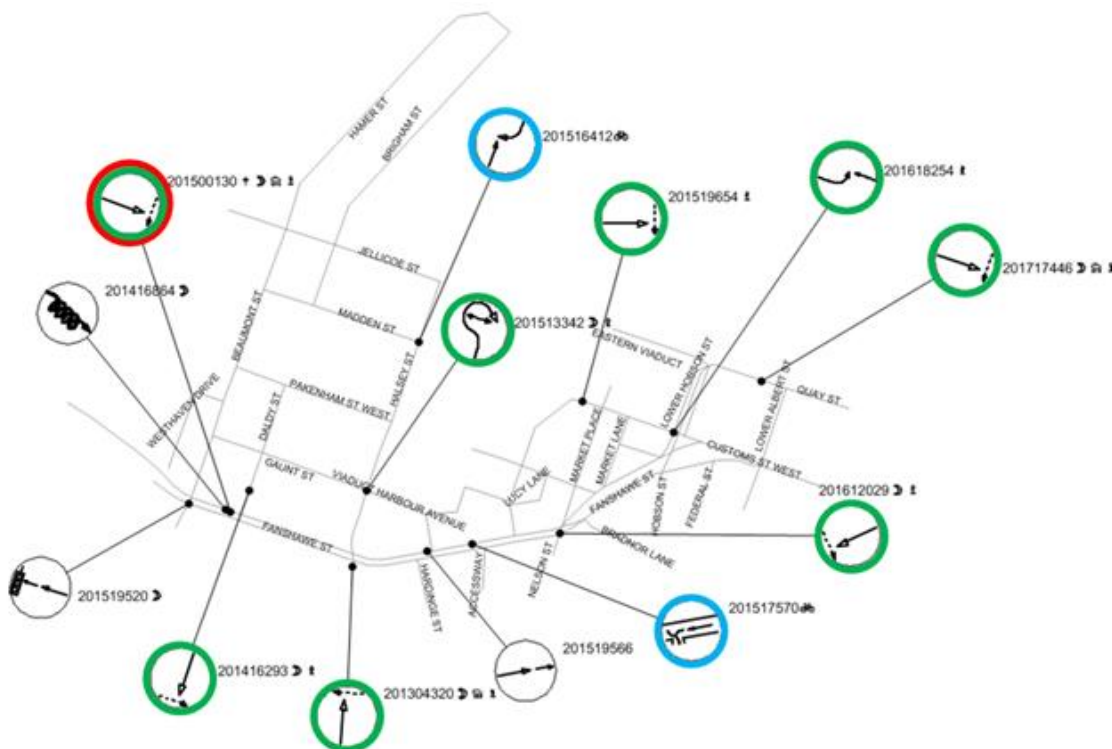 HAMER ST
BRIGHAM ST
201516412
201500130
201519654
201618254
201717446
JELLICOE ST
201416864
BEAUMONT ST
MADDEN ST
201513342
EASTERN VIADUCT
LOWER HOBSON ST
HALSEY ST
PAKENHAM ST WEST
WESTHAVEN DRIVE
DALDY ST
QUAY ST
LOWER ALBERT ST
MARKET PLACE
MARKET LANE
CUSTOMS ST WEST
GAUNT ST
VIADUCT HARBOUR AVENUE
LUCY LANE
FANSHAWE ST
HOBSON ST
FEDERAL ST
201612029
FANSHAWE ST
BRADNOR LANE
NELSON ST
HARDINGE ST
ACCESSWAY
201519520
201517570
201519566
201416293
201304320